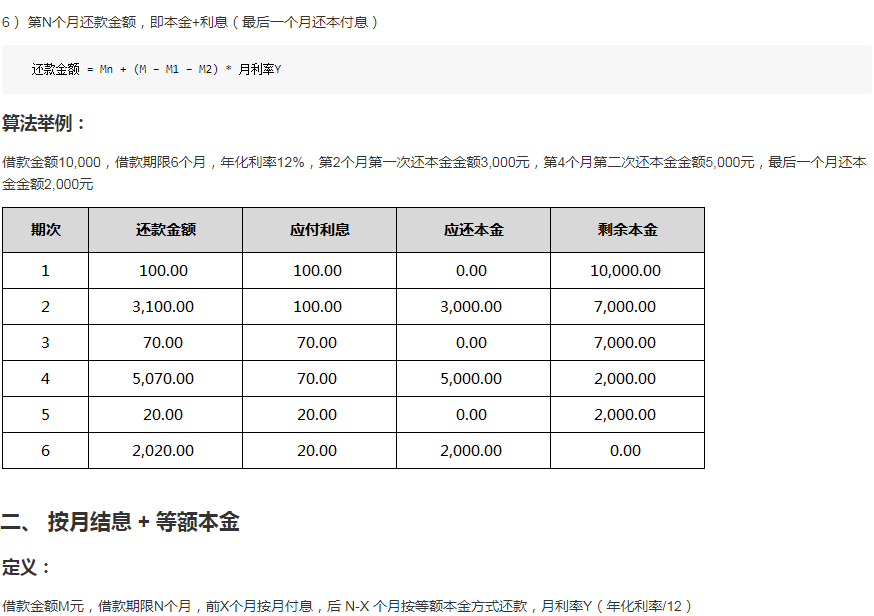 6） 第N个月还款金额，即本金+利息（最后一个月还本付息）
还款金额 = Mn + (M - M1 - M2) * 月利率Y
算法举例：
借款金额10,000，借款期限6个月，年化利率12%，第2个月第一次还本金金额3,000元，第4个月第二次还本金金额5,000元，最后一个月还本
金金额2,000元
期次 还款金额 应付利息 应还本金 剩余本金
1 100.00 100.00 0.00 10,000.00
2 3,100.00 100.00 3,000.00 7,000.00
3 70.00 70.00 0.00 7,000.00
4 5,070.00 70.00 5,000.00 2,000.00
5 20.00 20.00 0.00 2,000.00
6 2,020.00 20.00 2,000.00 0.00
二、 按月结息 + 等额本金
定义：
借款金额M元，借款期限N个月，前X个月按月付息，后 N-X 个月按等额本金方式还款，月利率Y（年化利率/12）